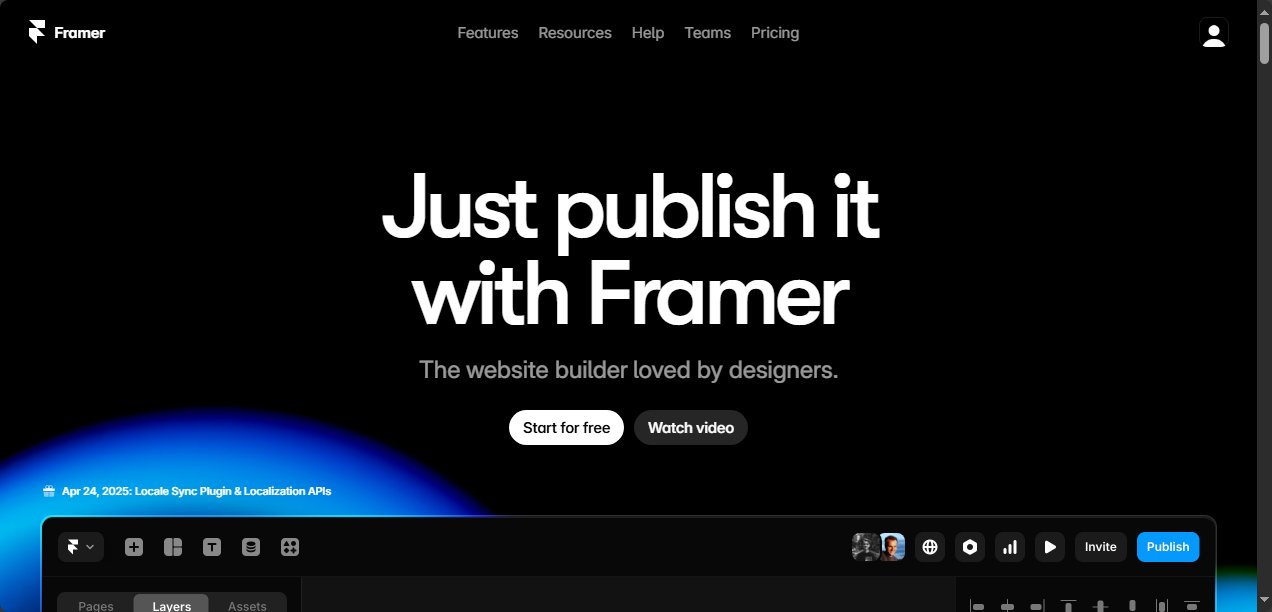 Framer
Features Resources Help Teams Pricing
Just publish it
with Framer
The website builder loved by designers.
Start for free Watch video
Apr 24, 2025: Locale Sync Plugin & Localization APIs
T Invite Publish
Pages Layers Assets